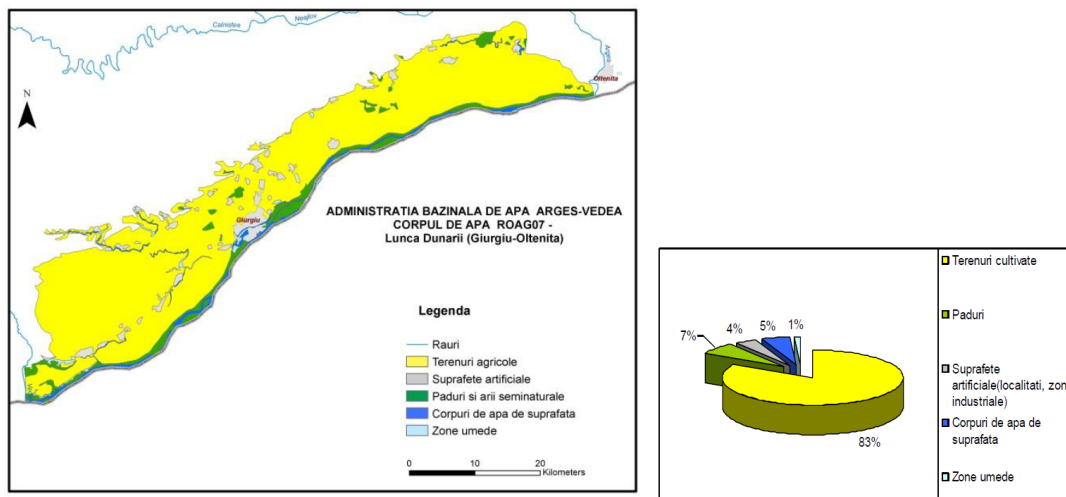 Calnistea
Neajlov
Arges
Oltenita
N
Giurgiu
ADMINISTRATIA BAZINALA DE APA ARGES-VEDEA
CORPUL DE APA ROAG07 -
Lunca Dunarii (Giurgiu-Oltenita)
Legenda
Rauri
Terenuri agricole
Suprafete artificiale
Paduri si arii seminaturale
Corpuri de apa de suprafata
Zone umede
0 10 20
Kilometers
7%
4%
5%
1%
83%
Terenuri cultivate
Paduri
Suprafete
artificiale(localitati, zon
industriale)
Corpuri de apa de
suprafata
Zone umede